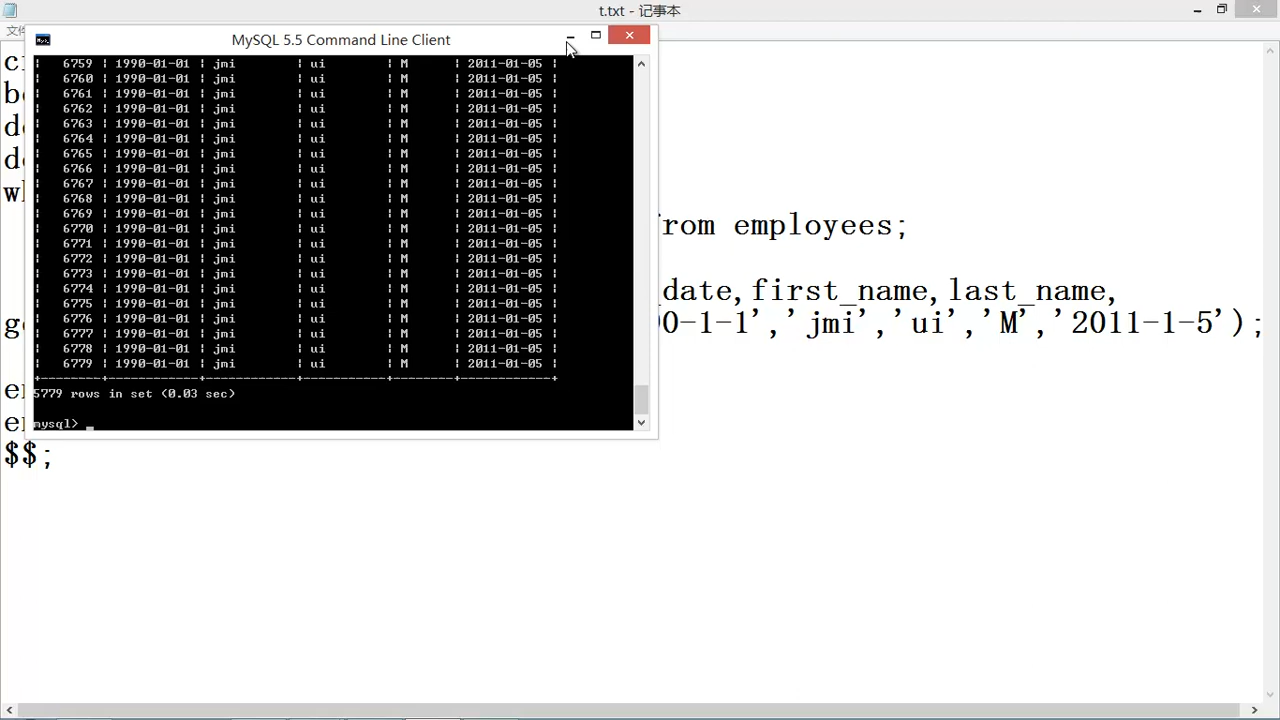 t.txt - 记事本
文件
MySQL 5.5 Command Line Client
| 6759 | 1990-01-01 | jmi | ui | M | 2011-01-05 |
| 6760 | 1990-01-01 | jmi | ui | M | 2011-01-05 |
| 6761 | 1990-01-01 | jmi | ui | M | 2011-01-05 |
| 6762 | 1990-01-01 | jmi | ui | M | 2011-01-05 |
| 6763 | 1990-01-01 | jmi | ui | M | 2011-01-05 |
| 6764 | 1990-01-01 | jmi | ui | M | 2011-01-05 |
| 6765 | 1990-01-01 | jmi | ui | M | 2011-01-05 |
| 6766 | 1990-01-01 | jmi | ui | M | 2011-01-05 |
| 6767 | 1990-01-01 | jmi | ui | M | 2011-01-05 |
| 6768 | 1990-01-01 | jmi | ui | M | 2011-01-05 |
| 6769 | 1990-01-01 | jmi | ui | M | 2011-01-05 |
| 6770 | 1990-01-01 | jmi | ui | M | 2011-01-05 |
| 6771 | 1990-01-01 | jmi | ui | M | 2011-01-05 |
| 6772 | 1990-01-01 | jmi | ui | M | 2011-01-05 |
| 6773 | 1990-01-01 | jmi | ui | M | 2011-01-05 |
| 6774 | 1990-01-01 | jmi | ui | M | 2011-01-05 |
| 6775 | 1990-01-01 | jmi | ui | M | 2011-01-05 |
| 6776 | 1990-01-01 | jmi | ui | M | 2011-01-05 |
| 6777 | 1990-01-01 | jmi | ui | M | 2011-01-05 |
| 6778 | 1990-01-01 | jmi | ui | M | 2011-01-05 |
| 6779 | 1990-01-01 | jmi | ui | M | 2011-01-05 |
+--------+------------+------------+-----------+--------+------------+
5779 rows in set (0.03 sec)
mysql> _
from employees;
_date,first_name,last_name,
0-1-1','jmi','ui','M','2011-1-5');
$$;